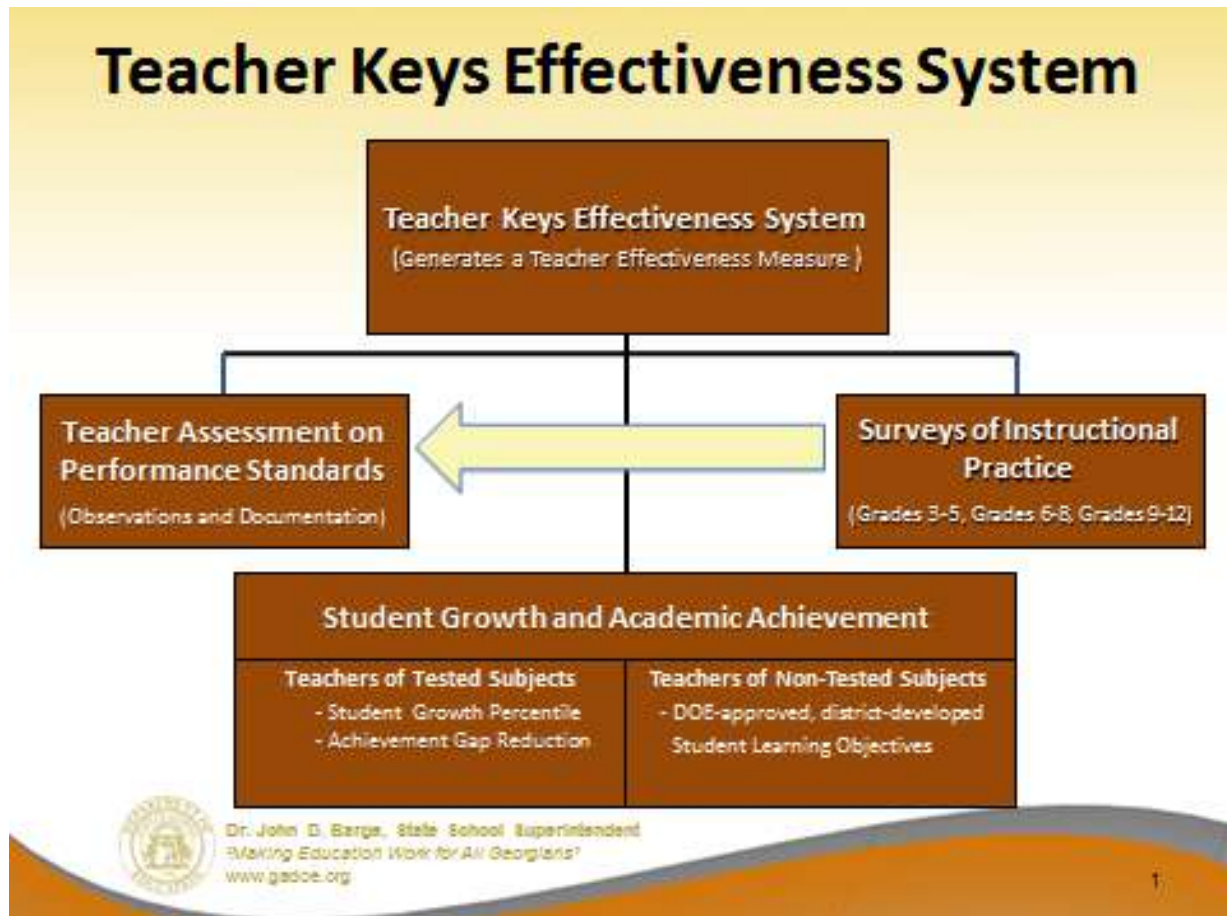 Teacher Keys Effectiveness System
Teacher Keys Effectiveness System
(Generates a Teacher Effectiveness Measure )
Teacher Assessment on
Performance Standards
(Observations and Documentation)
Surveys of Instructional
Practice
(Grades 3-5, Grades 6-8, Grades 9-12)
Student Growth and Academic Achievement
Teachers of Tested Subjects
- Student Growth Percentile
- Achievement Gap Reduction
Teachers of Non-Tested Subjects
- DOE-approved, district-developed
Student Learning Objectives
Dr. John D. Barge, State School Superintendent
"Making Education Work for All Georgians"
www.gadoe.org
1